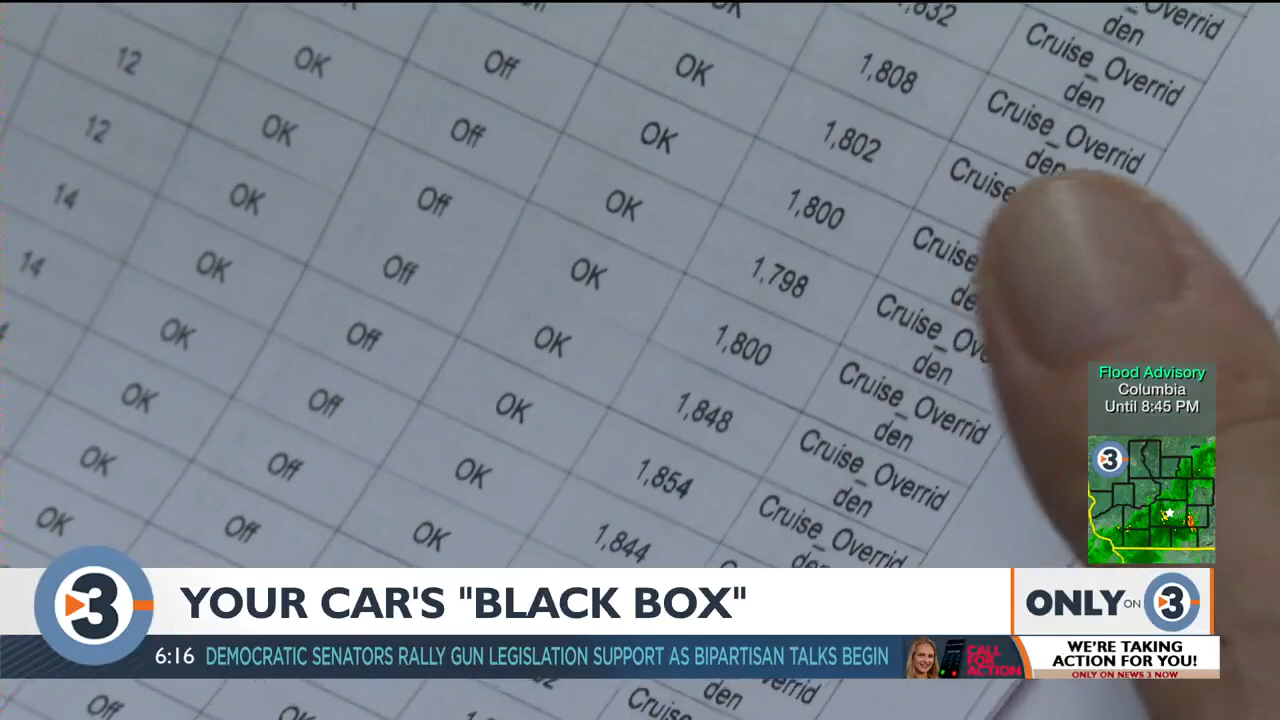 Overrid
den
Cruise_Overrid
den
1,808 Cruise_Overrid
den
OK 1,802 Cruise
Off OK 1,800 Cruise
OK Off OK 1,798 Cruise
den
12 OK Off OK 1,800 Cruise_Overrid
den
12 OK Off OK 1,848 Cruise_Overrid
den
14 OK Off OK 1,854 Cruise_Overrid
14 OK Off OK 1,844
OK Off OK
OK Off
OK
Flood Advisory
Columbia
Until 8:45 PM
3
3
YOUR CAR'S "BLACK BOX"
ONLY ON 3
6:16 DEMOCRATIC SENATORS RALLY GUN LEGISLATION SUPPORT AS BIPARTISAN TALKS BEGIN
CALL
FOR
ACTION
WE'RE TAKING
ACTION FOR YOU!
ONLY ON NEWS 3 NOW
Off
den
Cruise